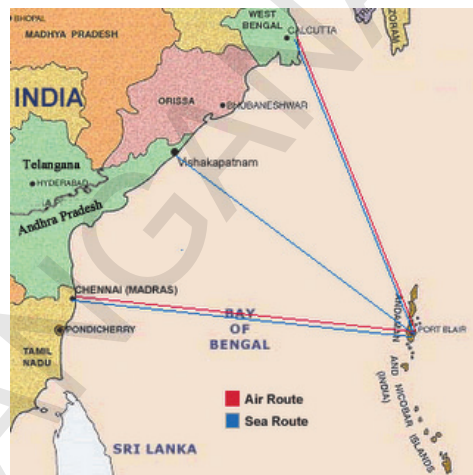 BHOPAL
MADHYA PRADESH
WEST
BENGAL
CALCUTTA
ZORAM
INDIA
ORISSA
BHUBANESHWAR
Vishakapatnam
Telangana
HYDERABAD
Andhra Pradesh
CHENNAI (MADRAS)
PONDICHERRY
TAMIL
NADU
BAY
OF
BENGAL
PORT BLAIR
ANDAMAN AND NICOBAR ISLANDS
(INDIA)
Air Route
Sea Route
SRI LANKA